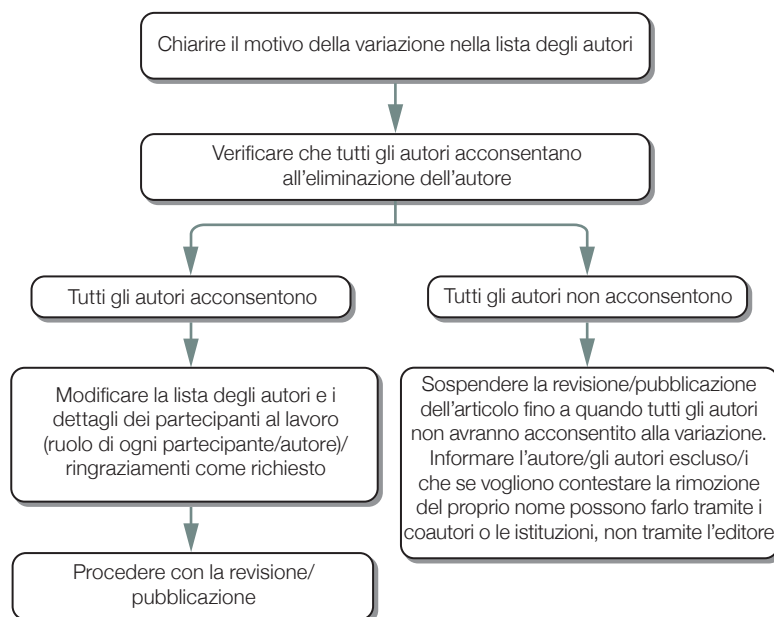 Chiarire il motivo della variazione nella lista degli autori
Verificare che tutti gli autori acconsentano
all’eliminazione dell’autore
Tutti gli autori acconsentono
Tutti gli autori non acconsentono
Modificare la lista degli autori e i
dettagli dei partecipanti al lavoro
(ruolo di ogni partecipante/autore)/
ringraziamenti come richiesto
Sospendere la revisione/pubblicazione
dell’articolo fino a quando tutti gli autori
non avranno acconsentito alla variazione.
Informare l’autore/gli autori escluso/i
che se vogliono contestare la rimozione
del proprio nome possono farlo tramite i
coautori o le istituzioni, non tramite l’editore
Procedere con la revisione/
pubblicazione